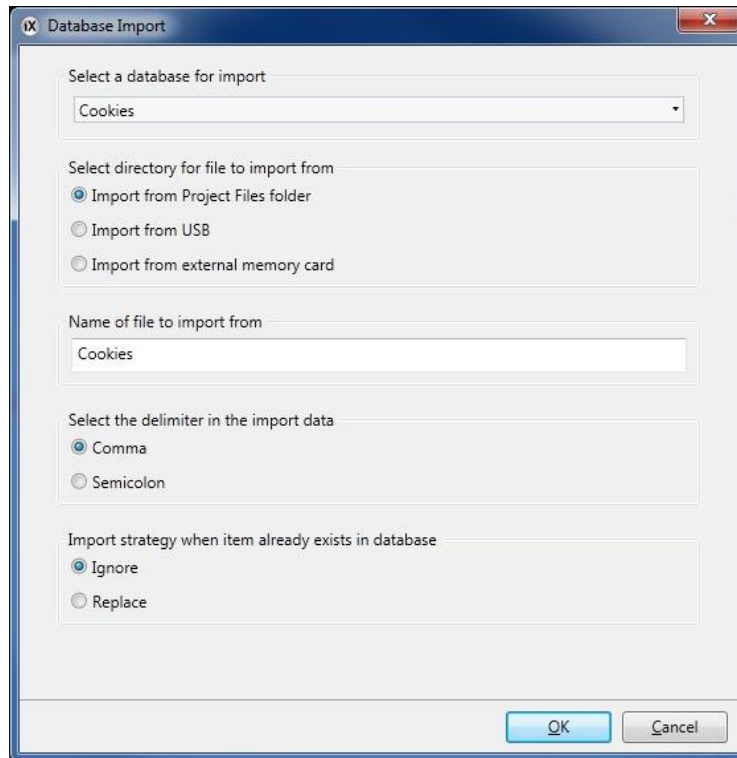 iX Database Import
Select a database for import
Cookies
Select directory for file to import from
Import from Project Files folder
Import from USB
Import from external memory card
Name of file to import from
Cookies
Select the delimiter in the import data
Comma
Semicolon
Import strategy when item already exists in database
Ignore
Replace
OK Cancel